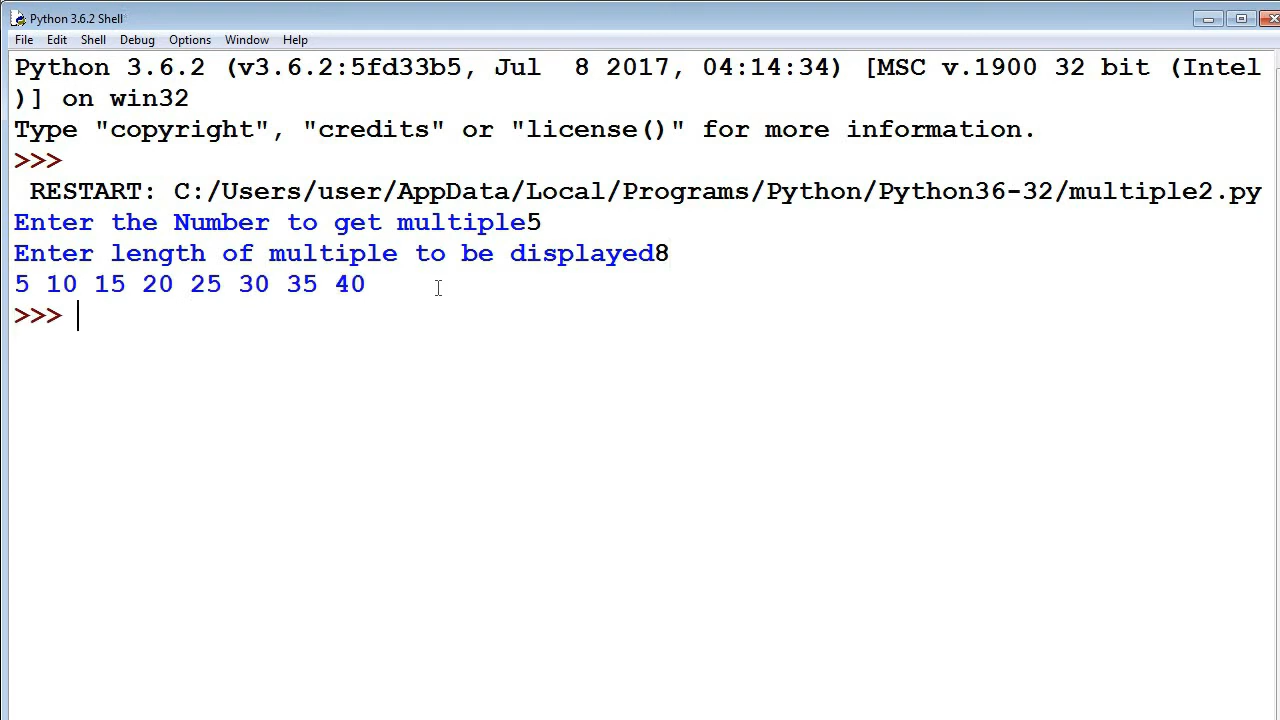 Python 3.6.2 Shell
File Edit Shell Debug Options Window Help
Python 3.6.2 (v3.6.2:5fd33b5, Jul  8 2017, 04:14:34) [MSC v.1900 32 bit (Intel
)] on win32
Type "copyright", "credits" or "license()" for more information.
>>>
 RESTART: C:/Users/user/AppData/Local/Programs/Python/Python36-32/multiple2.py
Enter the Number to get multiple5
Enter length of multiple to be displayed8
5 10 15 20 25 30 35 40
>>>